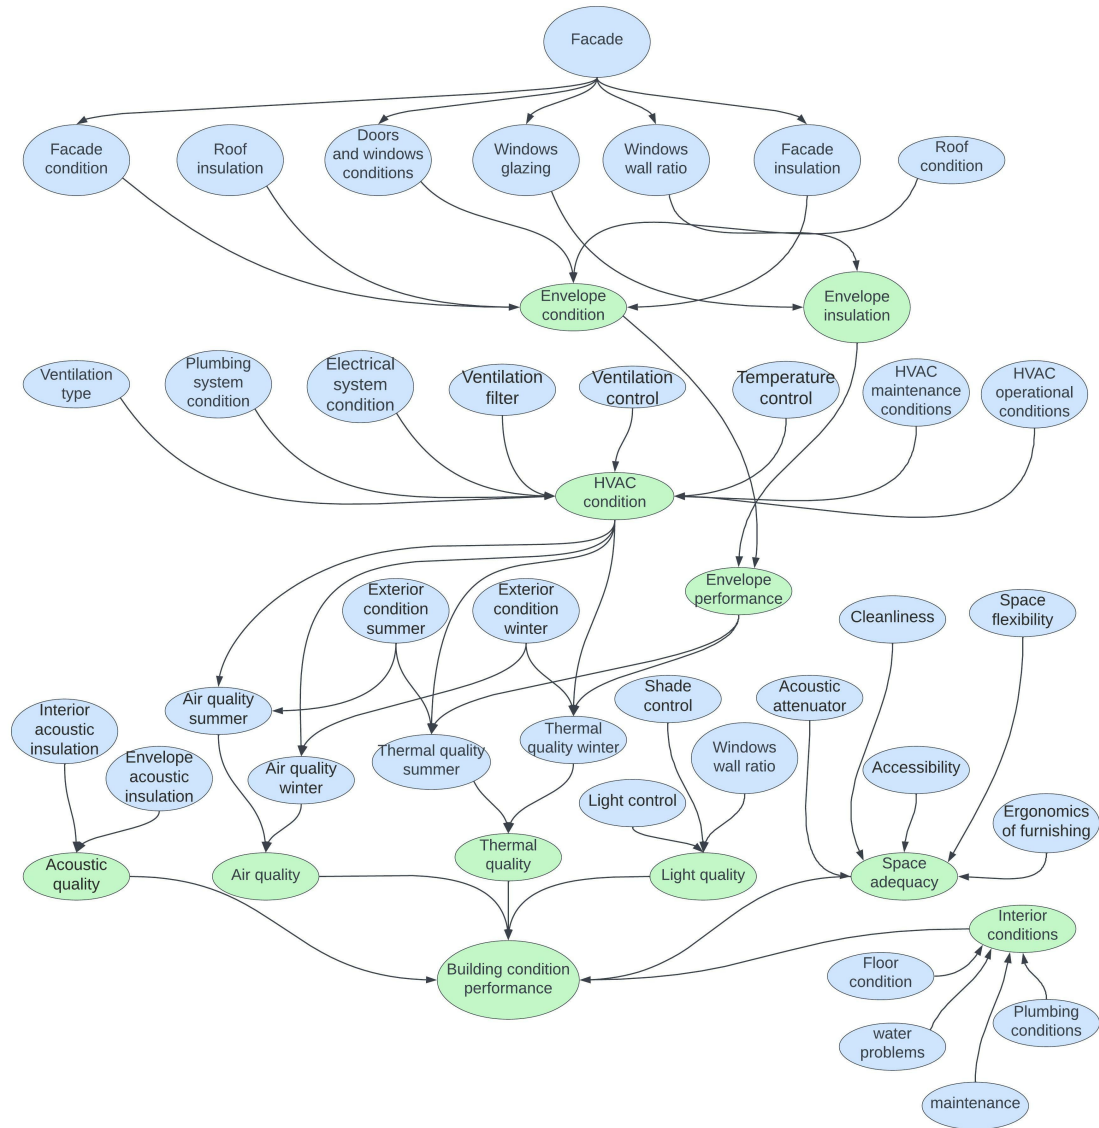 Facade
Facade
condition
Roof
insulation
Doors
and windows
conditions
Windows
glazing
Windows
wall ratio
Facade
insulation
Roof
condition
Envelope
condition
Envelope
insulation
Ventilation
type
Plumbing
system
condition
Electrical
system
condition
Ventilation
filter
Ventilation
control
Temperature
control
HVAC
maintenance
conditions
HVAC
operational
conditions
HVAC
condition
Envelope
performance
Exterior
condition
summer
Exterior
condition
winter
Cleanliness
Space
flexibility
Interior
acoustic
insulation
Envelope
acoustic
insulation
Air quality
summer
Air quality
winter
Thermal quality
summer
Thermal
quality winter
Shade
control
Windows
wall ratio
Light control
Acoustic
attenuator
Accessibility
Ergonomics
of furnishing
Acoustic
quality
Air quality
Thermal
quality
Light quality
Space
adequacy
Interior
conditions
Building condition
performance
Floor
condition
Plumbing
conditions
water
problems
maintenance